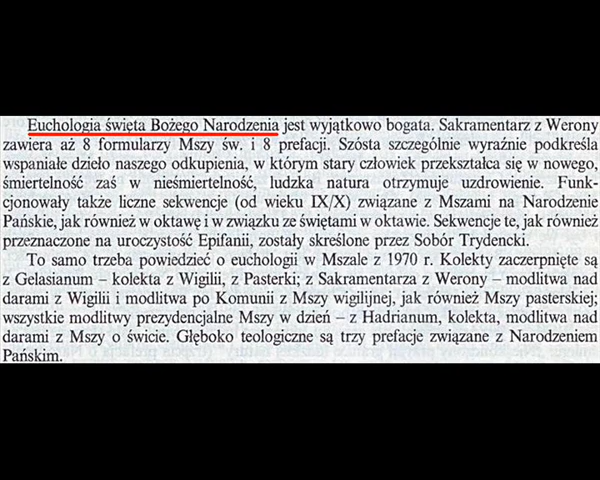 Euchologia święta Bożego Narodzenia jest wyjątkowo bogata. Sakramentarz z Werony
zawiera aż 8 formularzy Mszy św. i 8 prefacji. Szósta szczególnie wyraźnie podkreśla
wspaniałe dzieło naszego odkupienia, w którym stary człowiek przekształca się w nowego,
śmiertelność zaś w nieśmiertelność, ludzka natura otrzymuje uzdrowienie. Funk-
cjonowały także liczne sekwencje (od wieku IX/X) związane z Mszami na Narodzenie
Pańskie, jak również w oktawę i w związku ze świętami w oktawie. Sekwencje te, jak również
przeznaczone na uroczystość Epifanii, zostały skreślone przez Sobór Trydencki.
To samo trzeba powiedzieć o euchologii w Mszale z 1970 r. Kolekty zaczerpnięte są
z Gelasianum – kolekta z Wigilii, z Pasterki; z Sakramentarza z Werony – modlitwa nad
darami z Wigilii i modlitwa po Komunii z Mszy wigilijnej, jak również Mszy pasterskiej;
wszystkie modlitwy prezydencjalne Mszy w dzień – z Hadrianum, kolekta, modlitwa nad
darami z Mszy o świcie. Głęboko teologiczne są trzy prefacje związane z Narodzeniem
Pańskim.